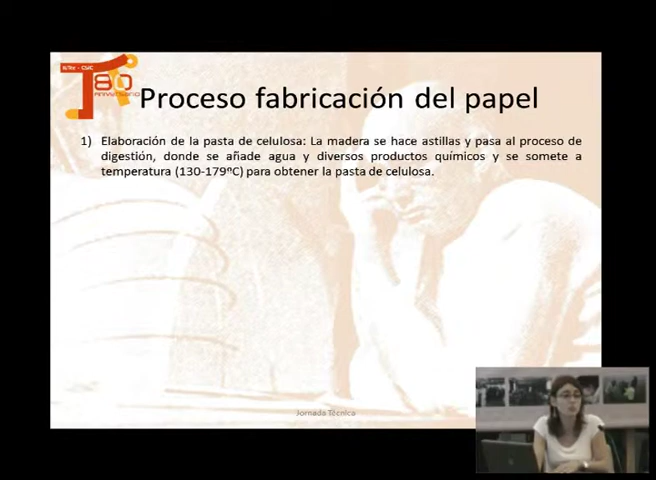 80
Proceso fabricación del papel
1) Elaboración de la pasta de celulosa: La madera se hace astillas y pasa al proceso de
digestión, donde se añade agua y diversos productos químicos y se somete a
temperatura (130-179ºC) para obtener la pasta de celulosa.
Jornada Técnica